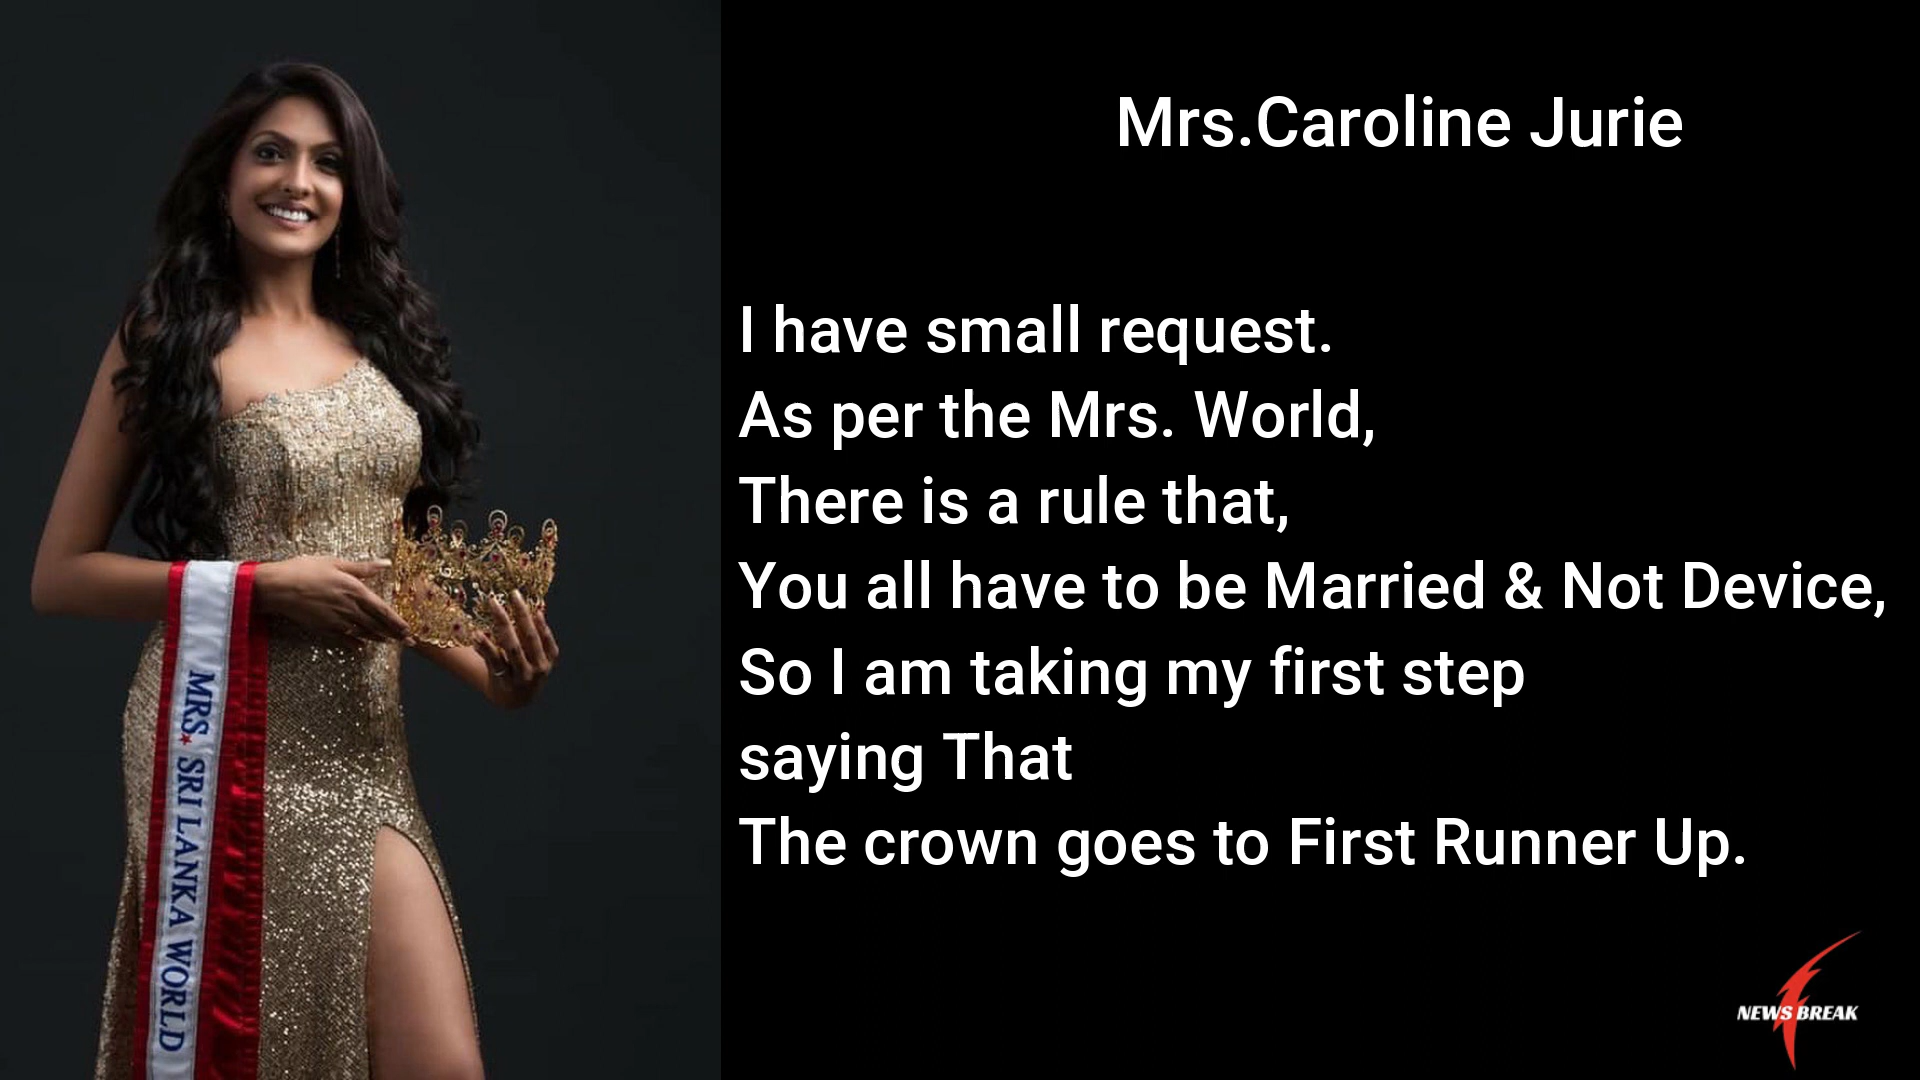 Mrs.Caroline Jurie
I have small request.
As per the Mrs. World,
There is a rule that,
You all have to be Married & Not Device,
So I am taking my first step
saying That
The crown goes to First Runner Up.
MRS. SRI LANKA WORLD
NEWS BREAK